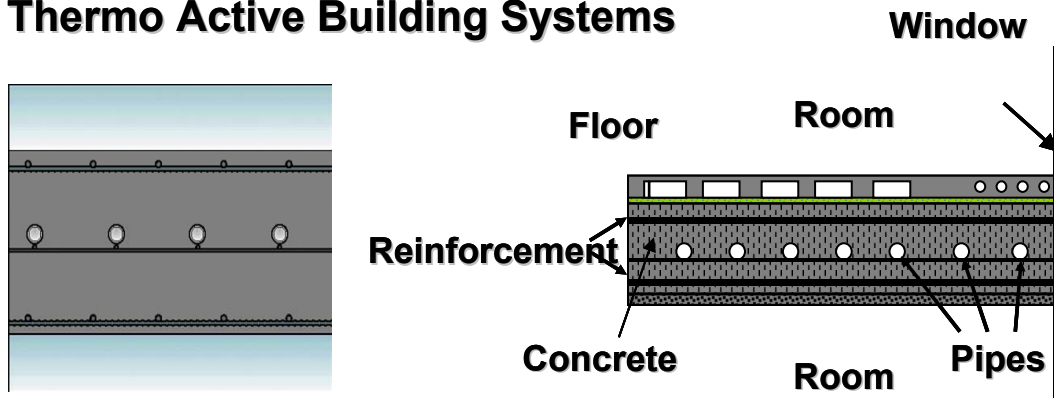 Thermo Active Building Systems
Window
Floor
Room
Reinforcement
Concrete
Pipes
Room